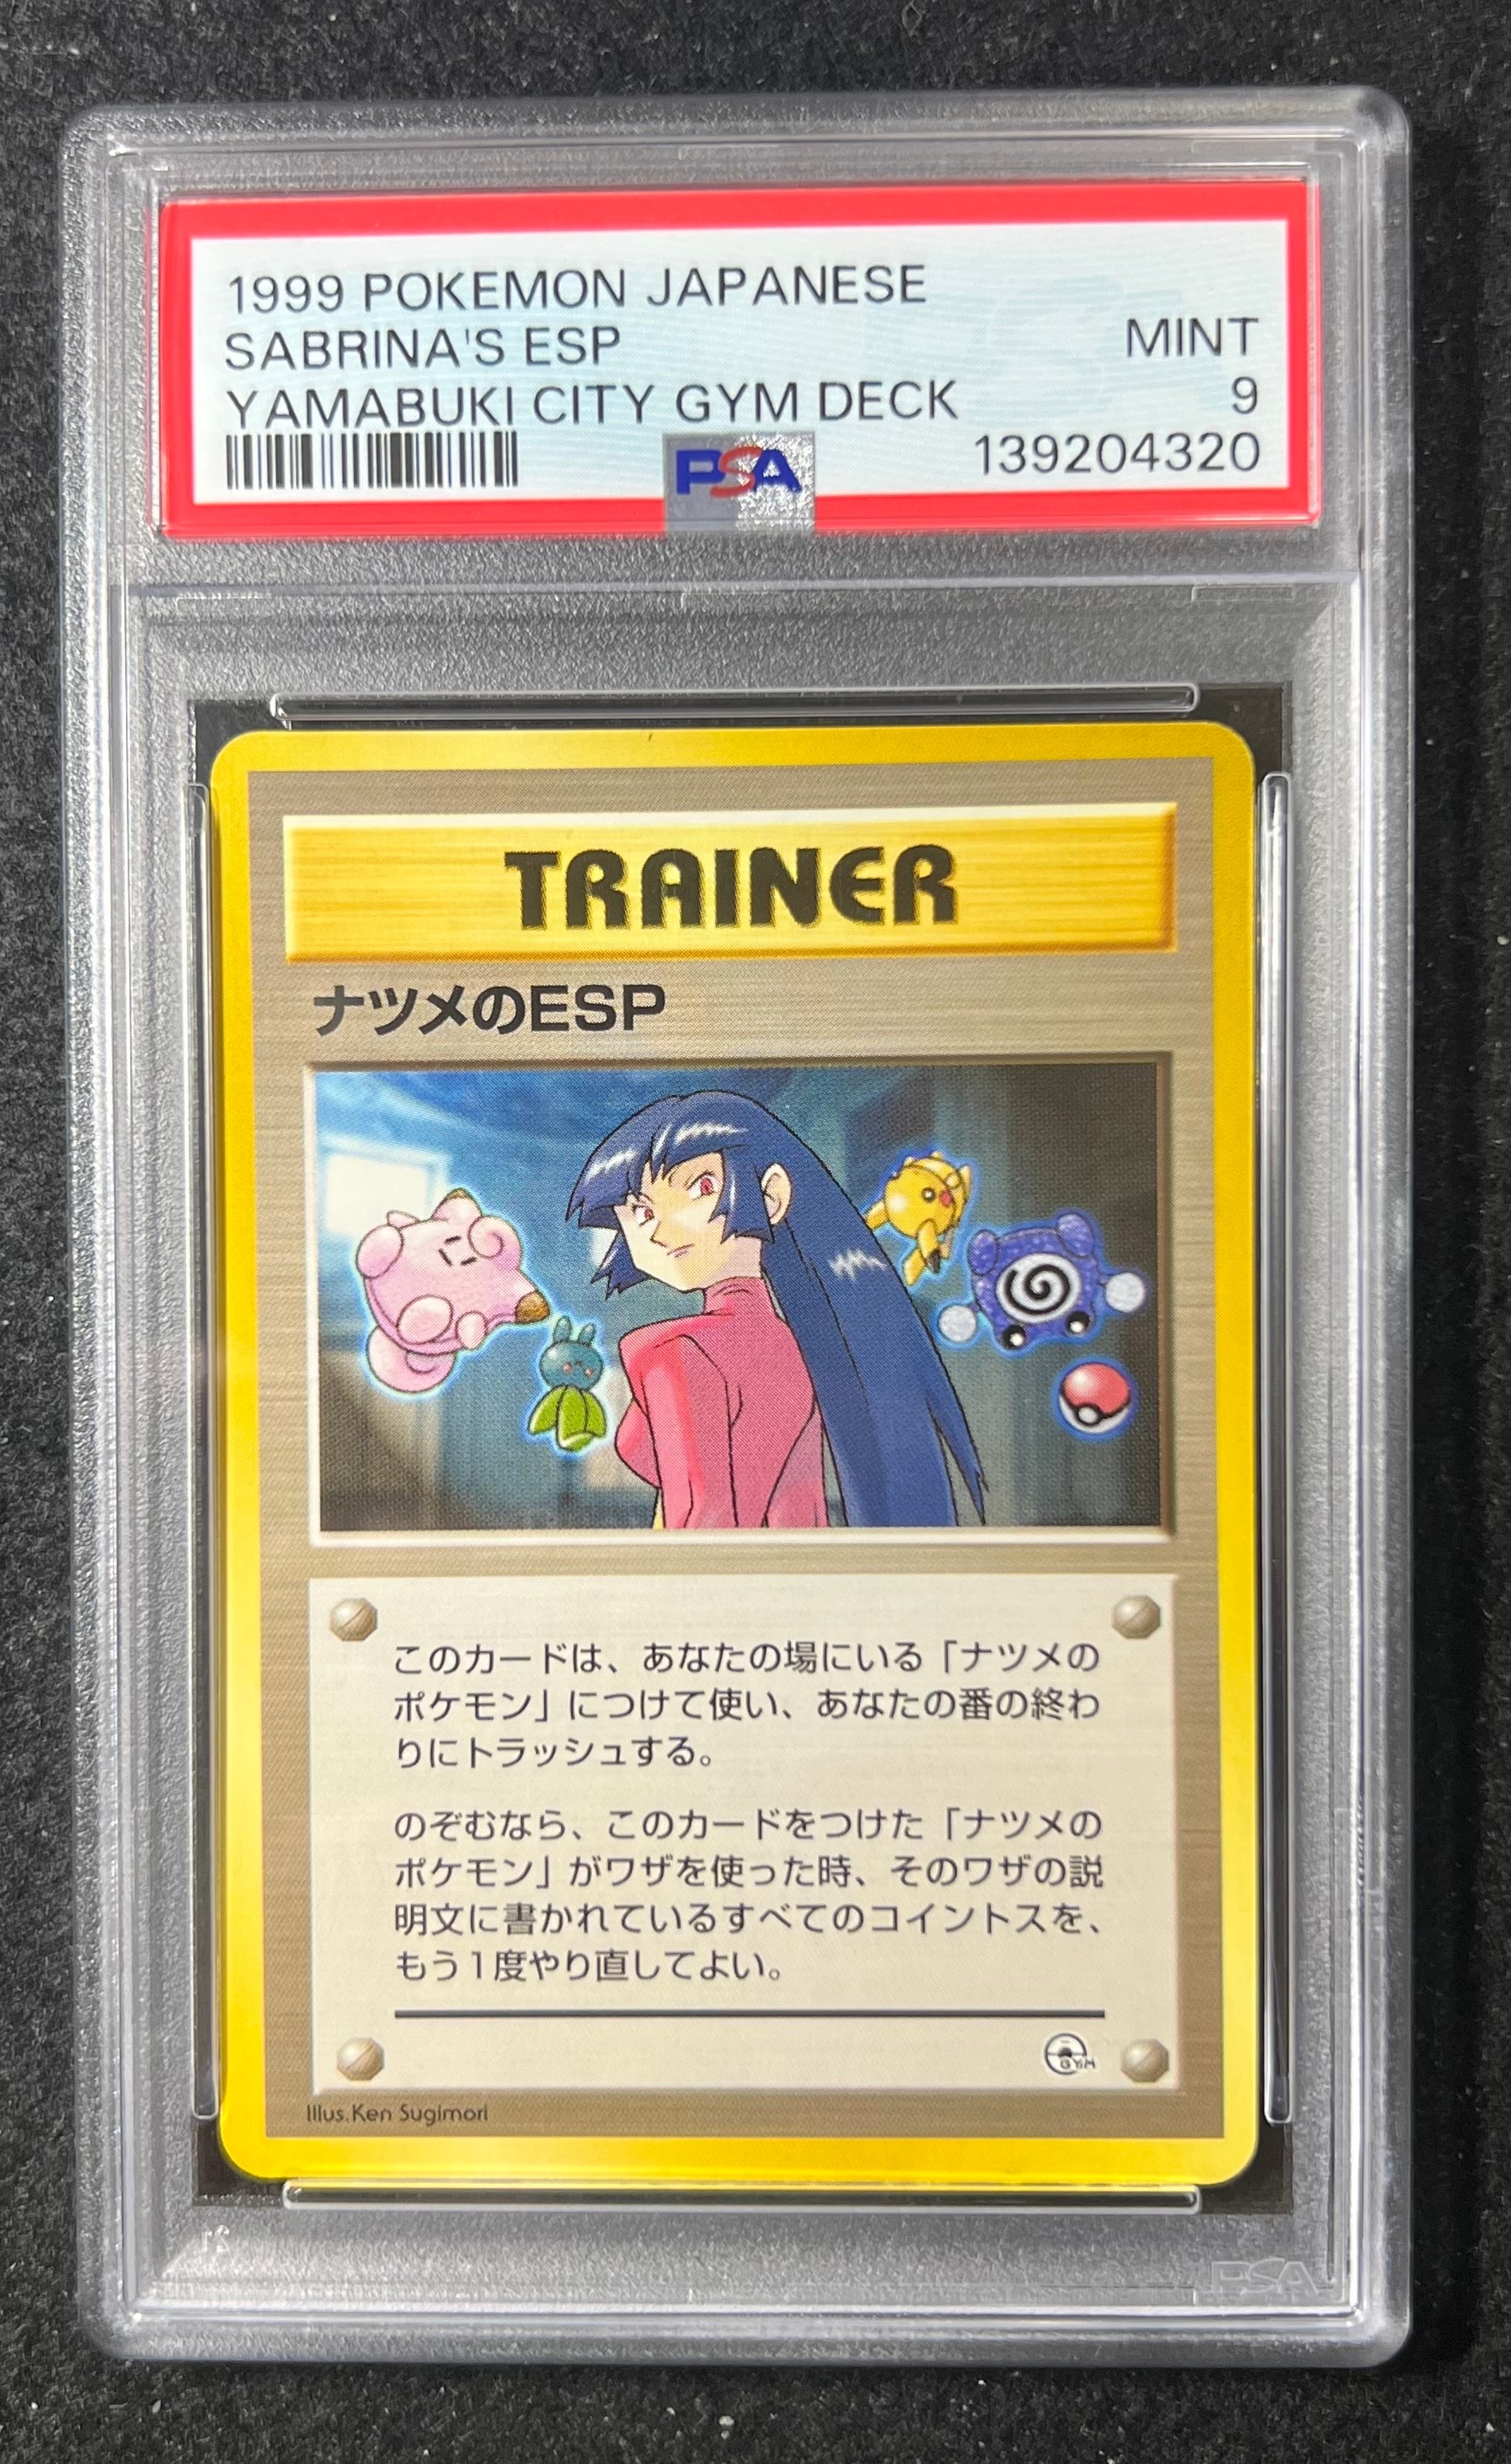 1999 POKEMON JAPANESE
SABRINA'S ESP
MINT
YAMABUKI CITY GYM DECK
9
PSA
139204320
TRAINER
ナツメのESP
このカードは、あなたの場にいる「ナツメの
ポケモン」につけて使い、あなたの番の終わ
りにトラッシュする。
のぞむなら、このカードをつけた「ナツメの
ポケモン」がワザを使った時、そのワザの説
明文に書かれているすべてのコイントスを、
もう1度やり直してよい。
GYM
Illus.Ken Sugimori
PSA